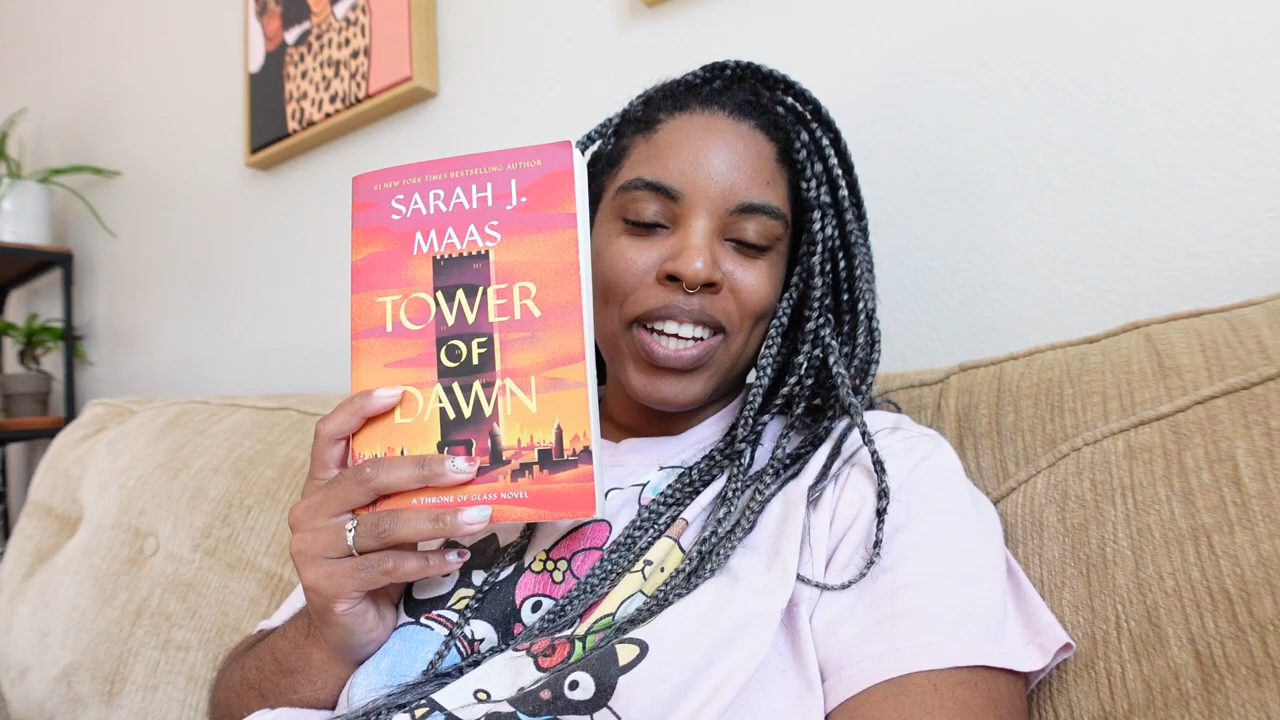 #1 NEW YORK TIMES BESTSELLING AUTHOR
SARAH J.
MAAS
TOWER
OF
DAWN
A THRONE OF GLASS NOVEL